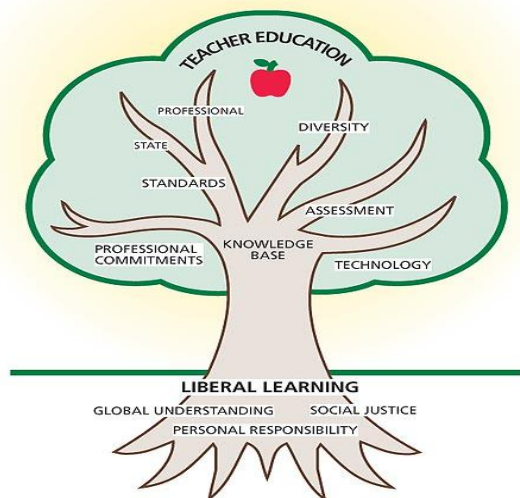 TEACHER EDUCATION
PROFESSIONAL
DIVERSITY
STATE
STANDARDS
ASSESSMENT
KNOWLEDGE
BASE
PROFESSIONAL
COMMITMENTS
TECHNOLOGY
LIBERAL LEARNING
GLOBAL UNDERSTANDING
SOCIAL JUSTICE
PERSONAL RESPONSIBILITY